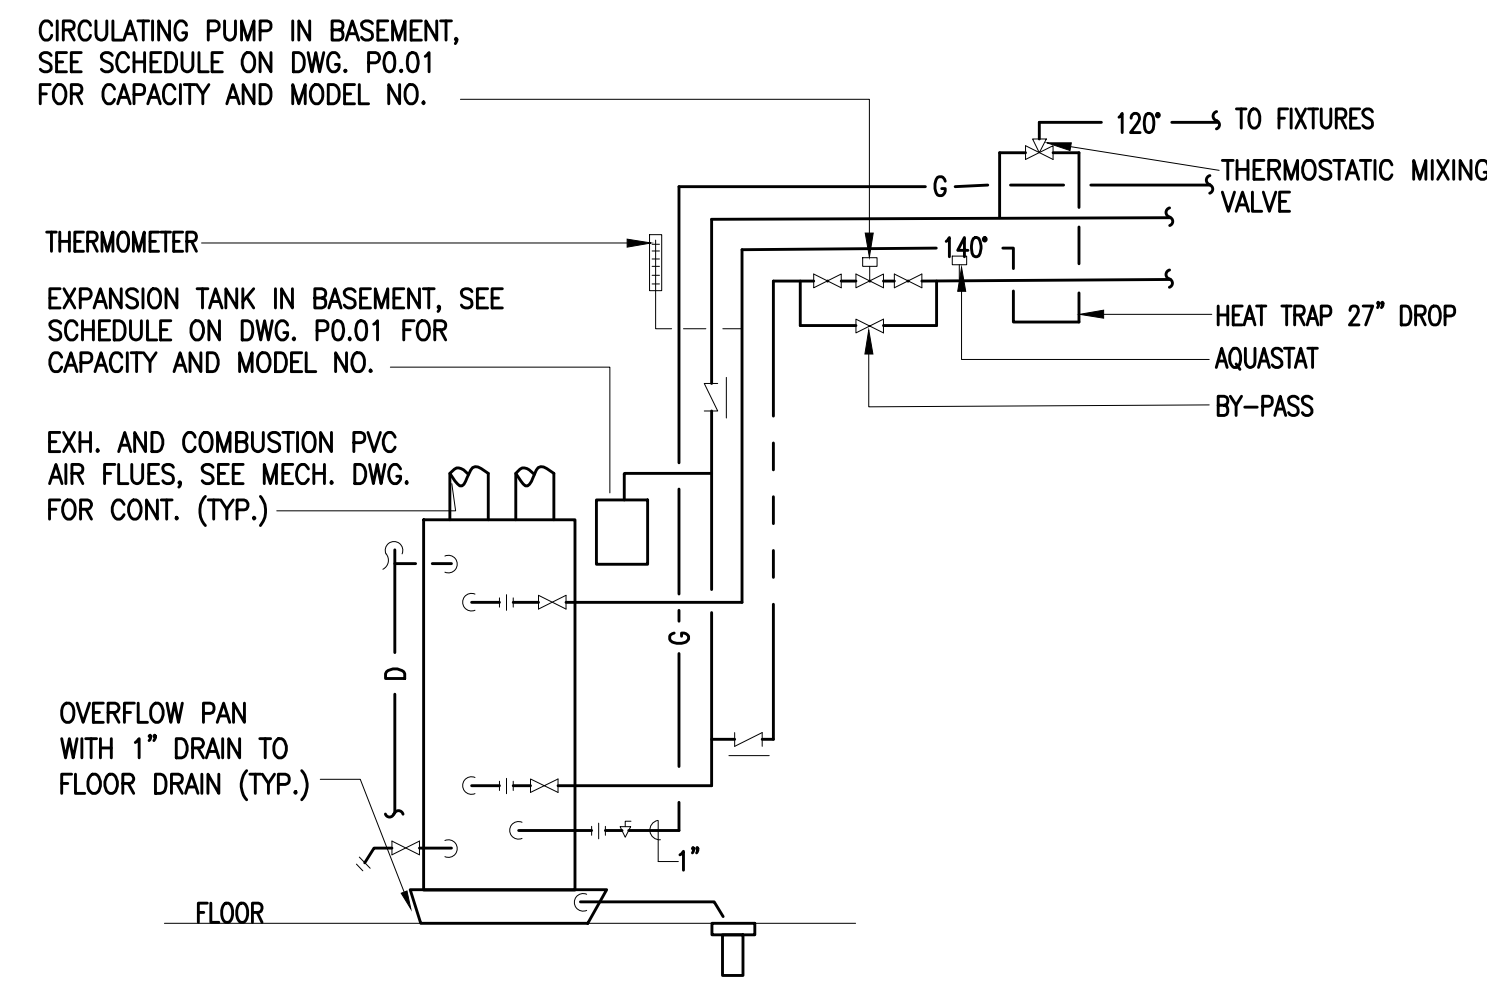 CIRCULATING PUMP IN BASEMENT,
SEE SCHEDULE ON DWG. P0.01
FOR CAPACITY AND MODEL NO.
120°
TO FIXTURES
THERMOSTATIC MIXING
VALVE
G
THERMOMETER
140°
EXPANSION TANK IN BASEMENT, SEE
SCHEDULE ON DWG. P0.01 FOR
CAPACITY AND MODEL NO.
HEAT TRAP 27" DROP
AQUASTAT
BY-PASS
EXH. AND COMBUSTION PVC
AIR FLUES, SEE MECH. DWG.
FOR CONT. (TYP.)
G
D
OVERFLOW PAN
WITH 1" DRAIN TO
FLOOR DRAIN (TYP.)
1"
FLOOR